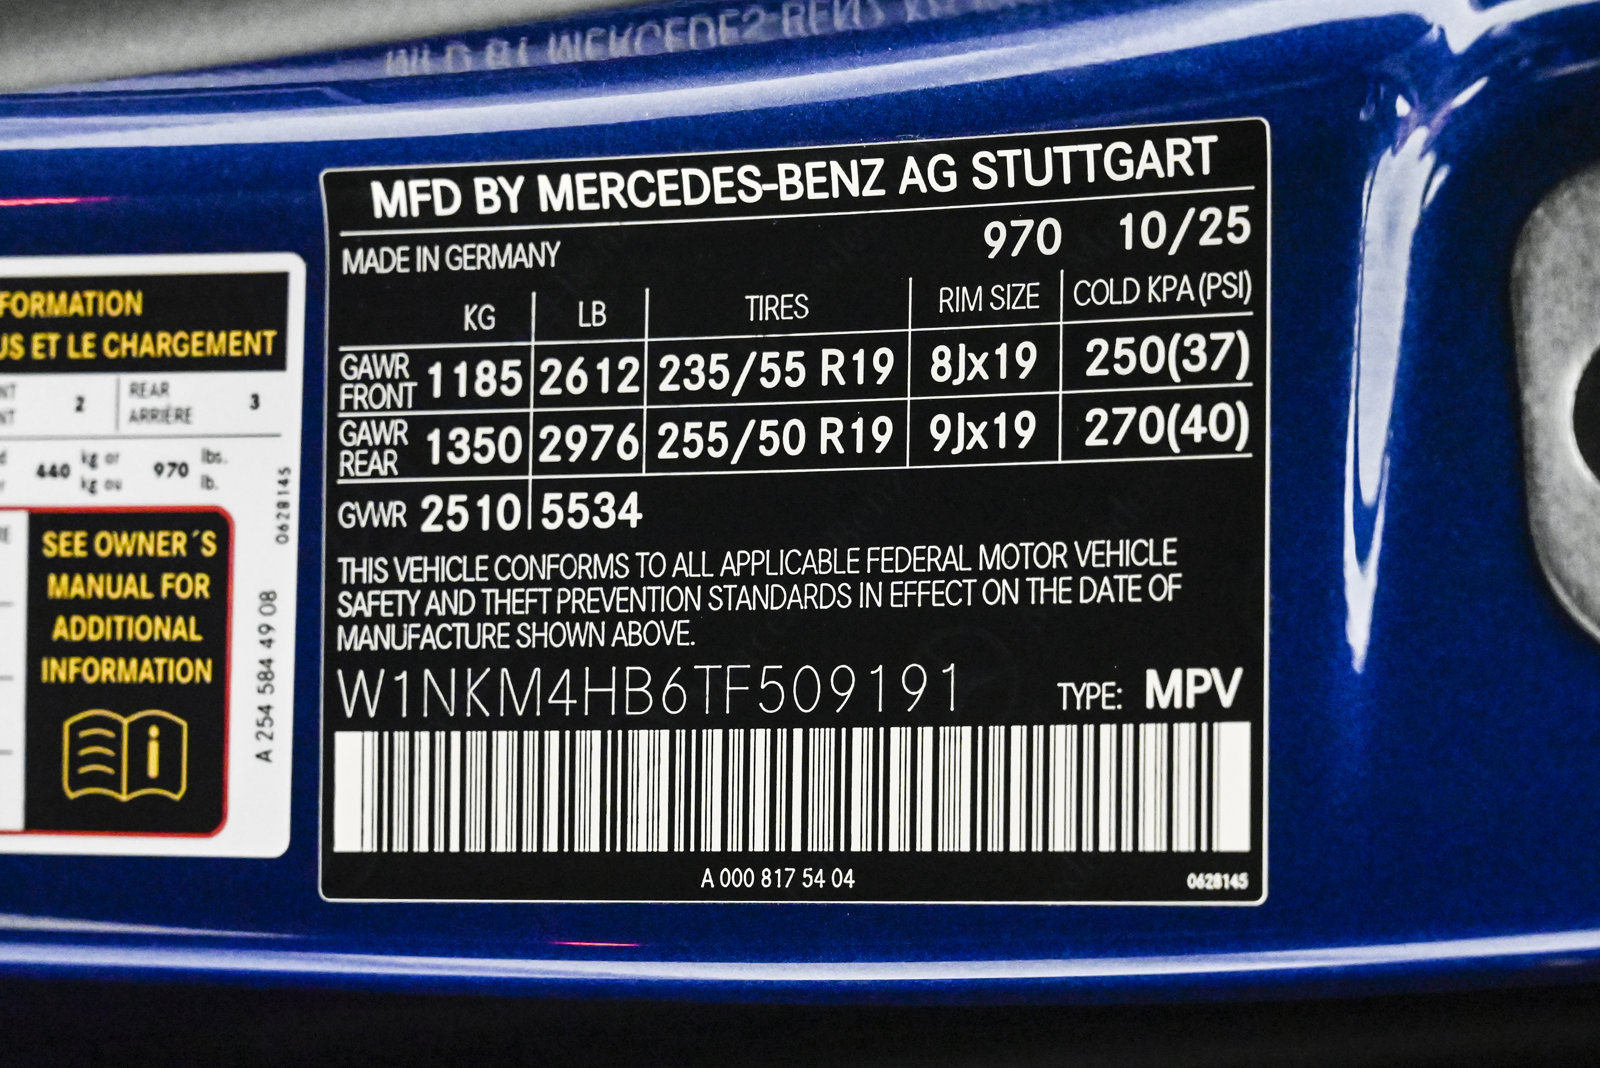 MFD BY MERCEDES-BENZ AG STUTTGART
MADE IN GERMANY 970 10/25
KG LB TIRES RIM SIZE COLD KPA (PSI)
GAWR FRONT 1185 2612 235/55 R19 8Jx19 250(37)
GAWR REAR 1350 2976 255/50 R19 9Jx19 270(40)
GVWR 2510 5534
THIS VEHICLE CONFORMS TO ALL APPLICABLE FEDERAL MOTOR VEHICLE
SAFETY AND THEFT PREVENTION STANDARDS IN EFFECT ON THE DATE OF
MANUFACTURE SHOWN ABOVE.
W1NKM4HB6TF509191 TYPE: MPV
A 000 817 54 04
0628145
FORMATION
US ET LE CHARGEMENT
2 REAR
ARRIÈRE 3
440 kg or
kg ou 970 lbs.
lb.
SEE OWNER´S
MANUAL FOR
ADDITIONAL
INFORMATION
i
A 254 584 49 08
0628145